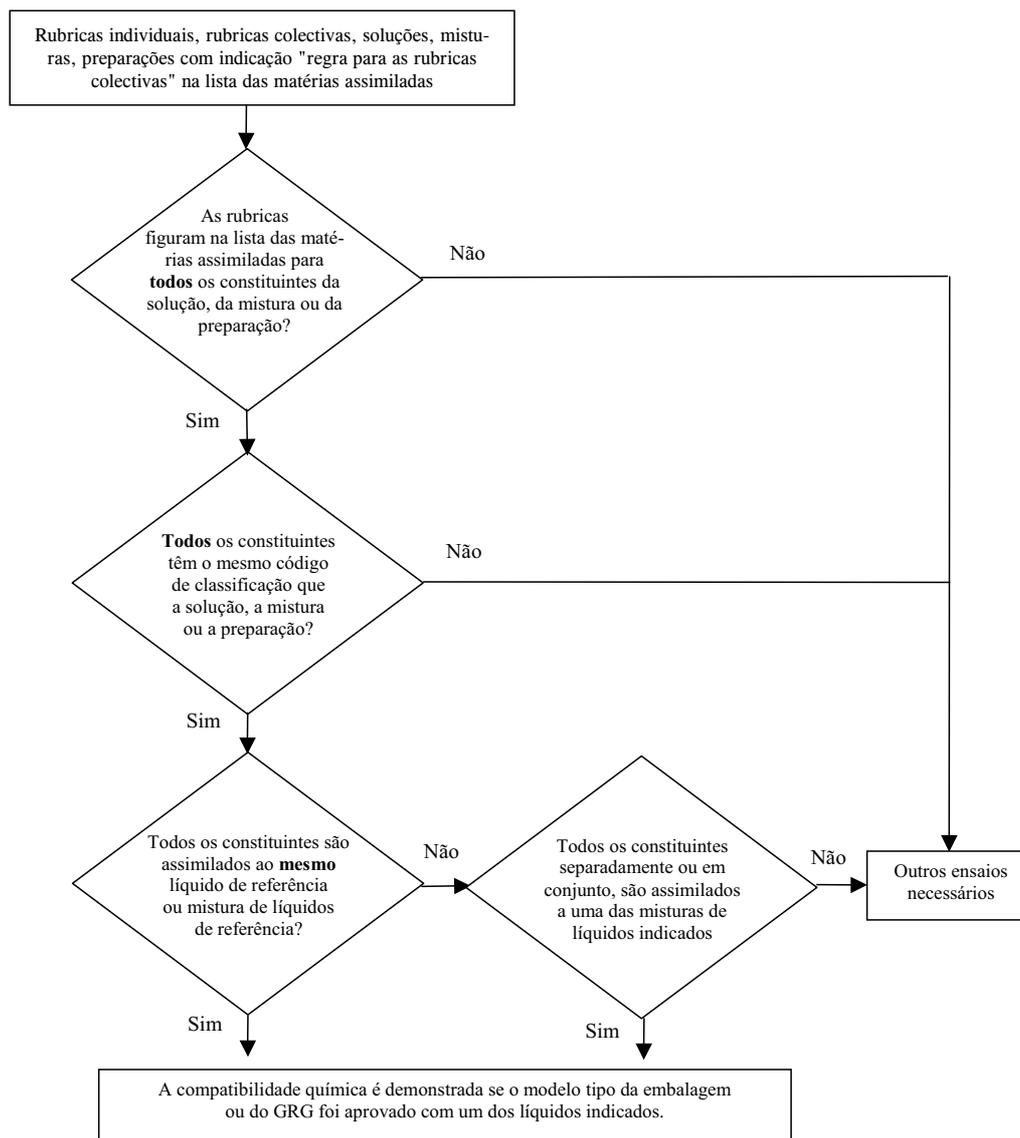 Rubricas individuais, rubricas colectivas, soluções, mistu-
ras, preparações com indicação "regra para as rubricas
colectivas" na lista das matérias assimiladas
As rubricas
figuram na lista das maté-
rias assimiladas para
todos os constituintes da
solução, da mistura ou da
preparação?
Não
Sim
Todos os constituintes
têm o mesmo código
de classificação que
a solução, a mistura
ou a preparação?
Não
Sim
Todos os constituintes são
assimilados ao mesmo
líquido de referência
ou mistura de líquidos
de referência?
Não
Todos os constituintes
separadamente ou em
conjunto, são assimilados
a uma das misturas de
líquidos indicados
Não
Outros ensaios
necessários
Sim
Sim
A compatibilidade química é demonstrada se o modelo tipo da embalagem
ou do GRG foi aprovado com um dos líquidos indicados.